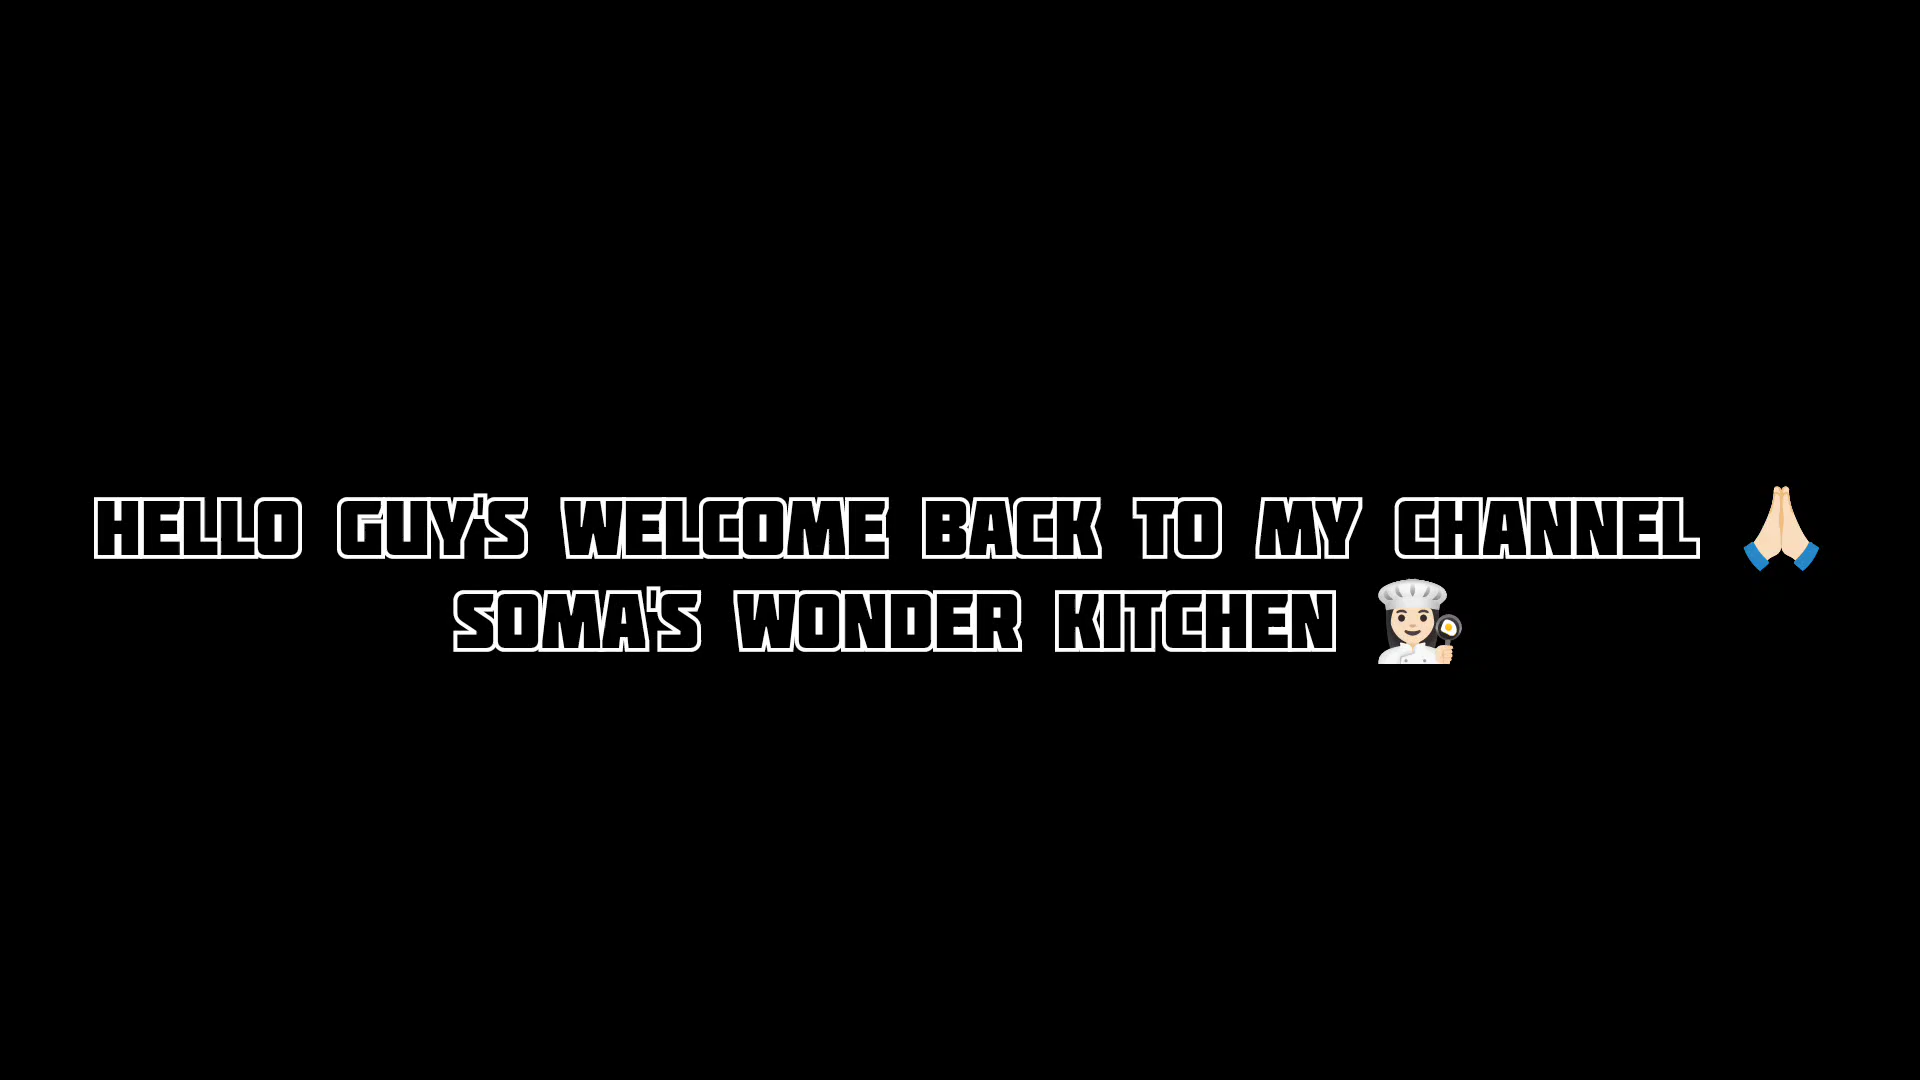 HELLO GUY'S WELCOME BACK TO MY CHANNEL 🙏🏻
SOMA'S WONDER KITCHEN 👩🏻‍🍳